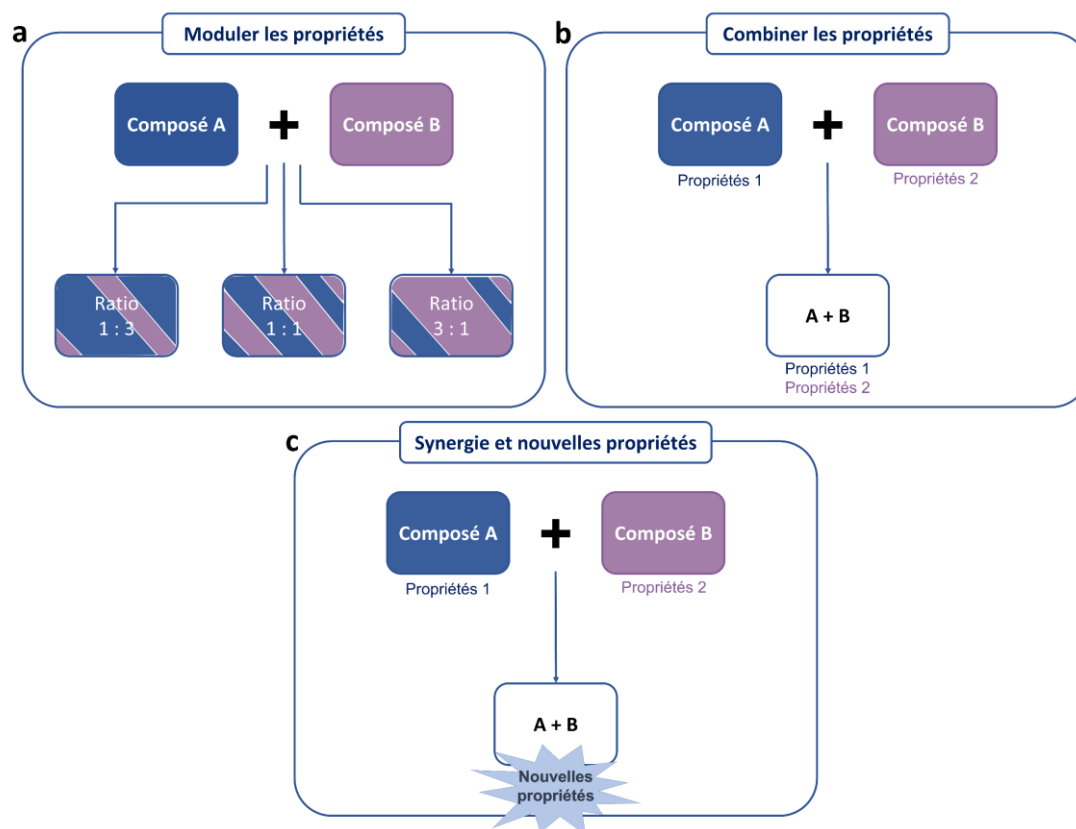 a
Moduler les propriétés
Composé A
+
Composé B
Ratio
1 : 3
Ratio
1 : 1
Ratio
3 : 1
b
Combiner les propriétés
Composé A
+
Composé B
Propriétés 1
Propriétés 2
A + B
Propriétés 1
Propriétés 2
c
Synergie et nouvelles propriétés
Composé A
+
Composé B
Propriétés 1
Propriétés 2
A + B
Nouvelles
propriétés